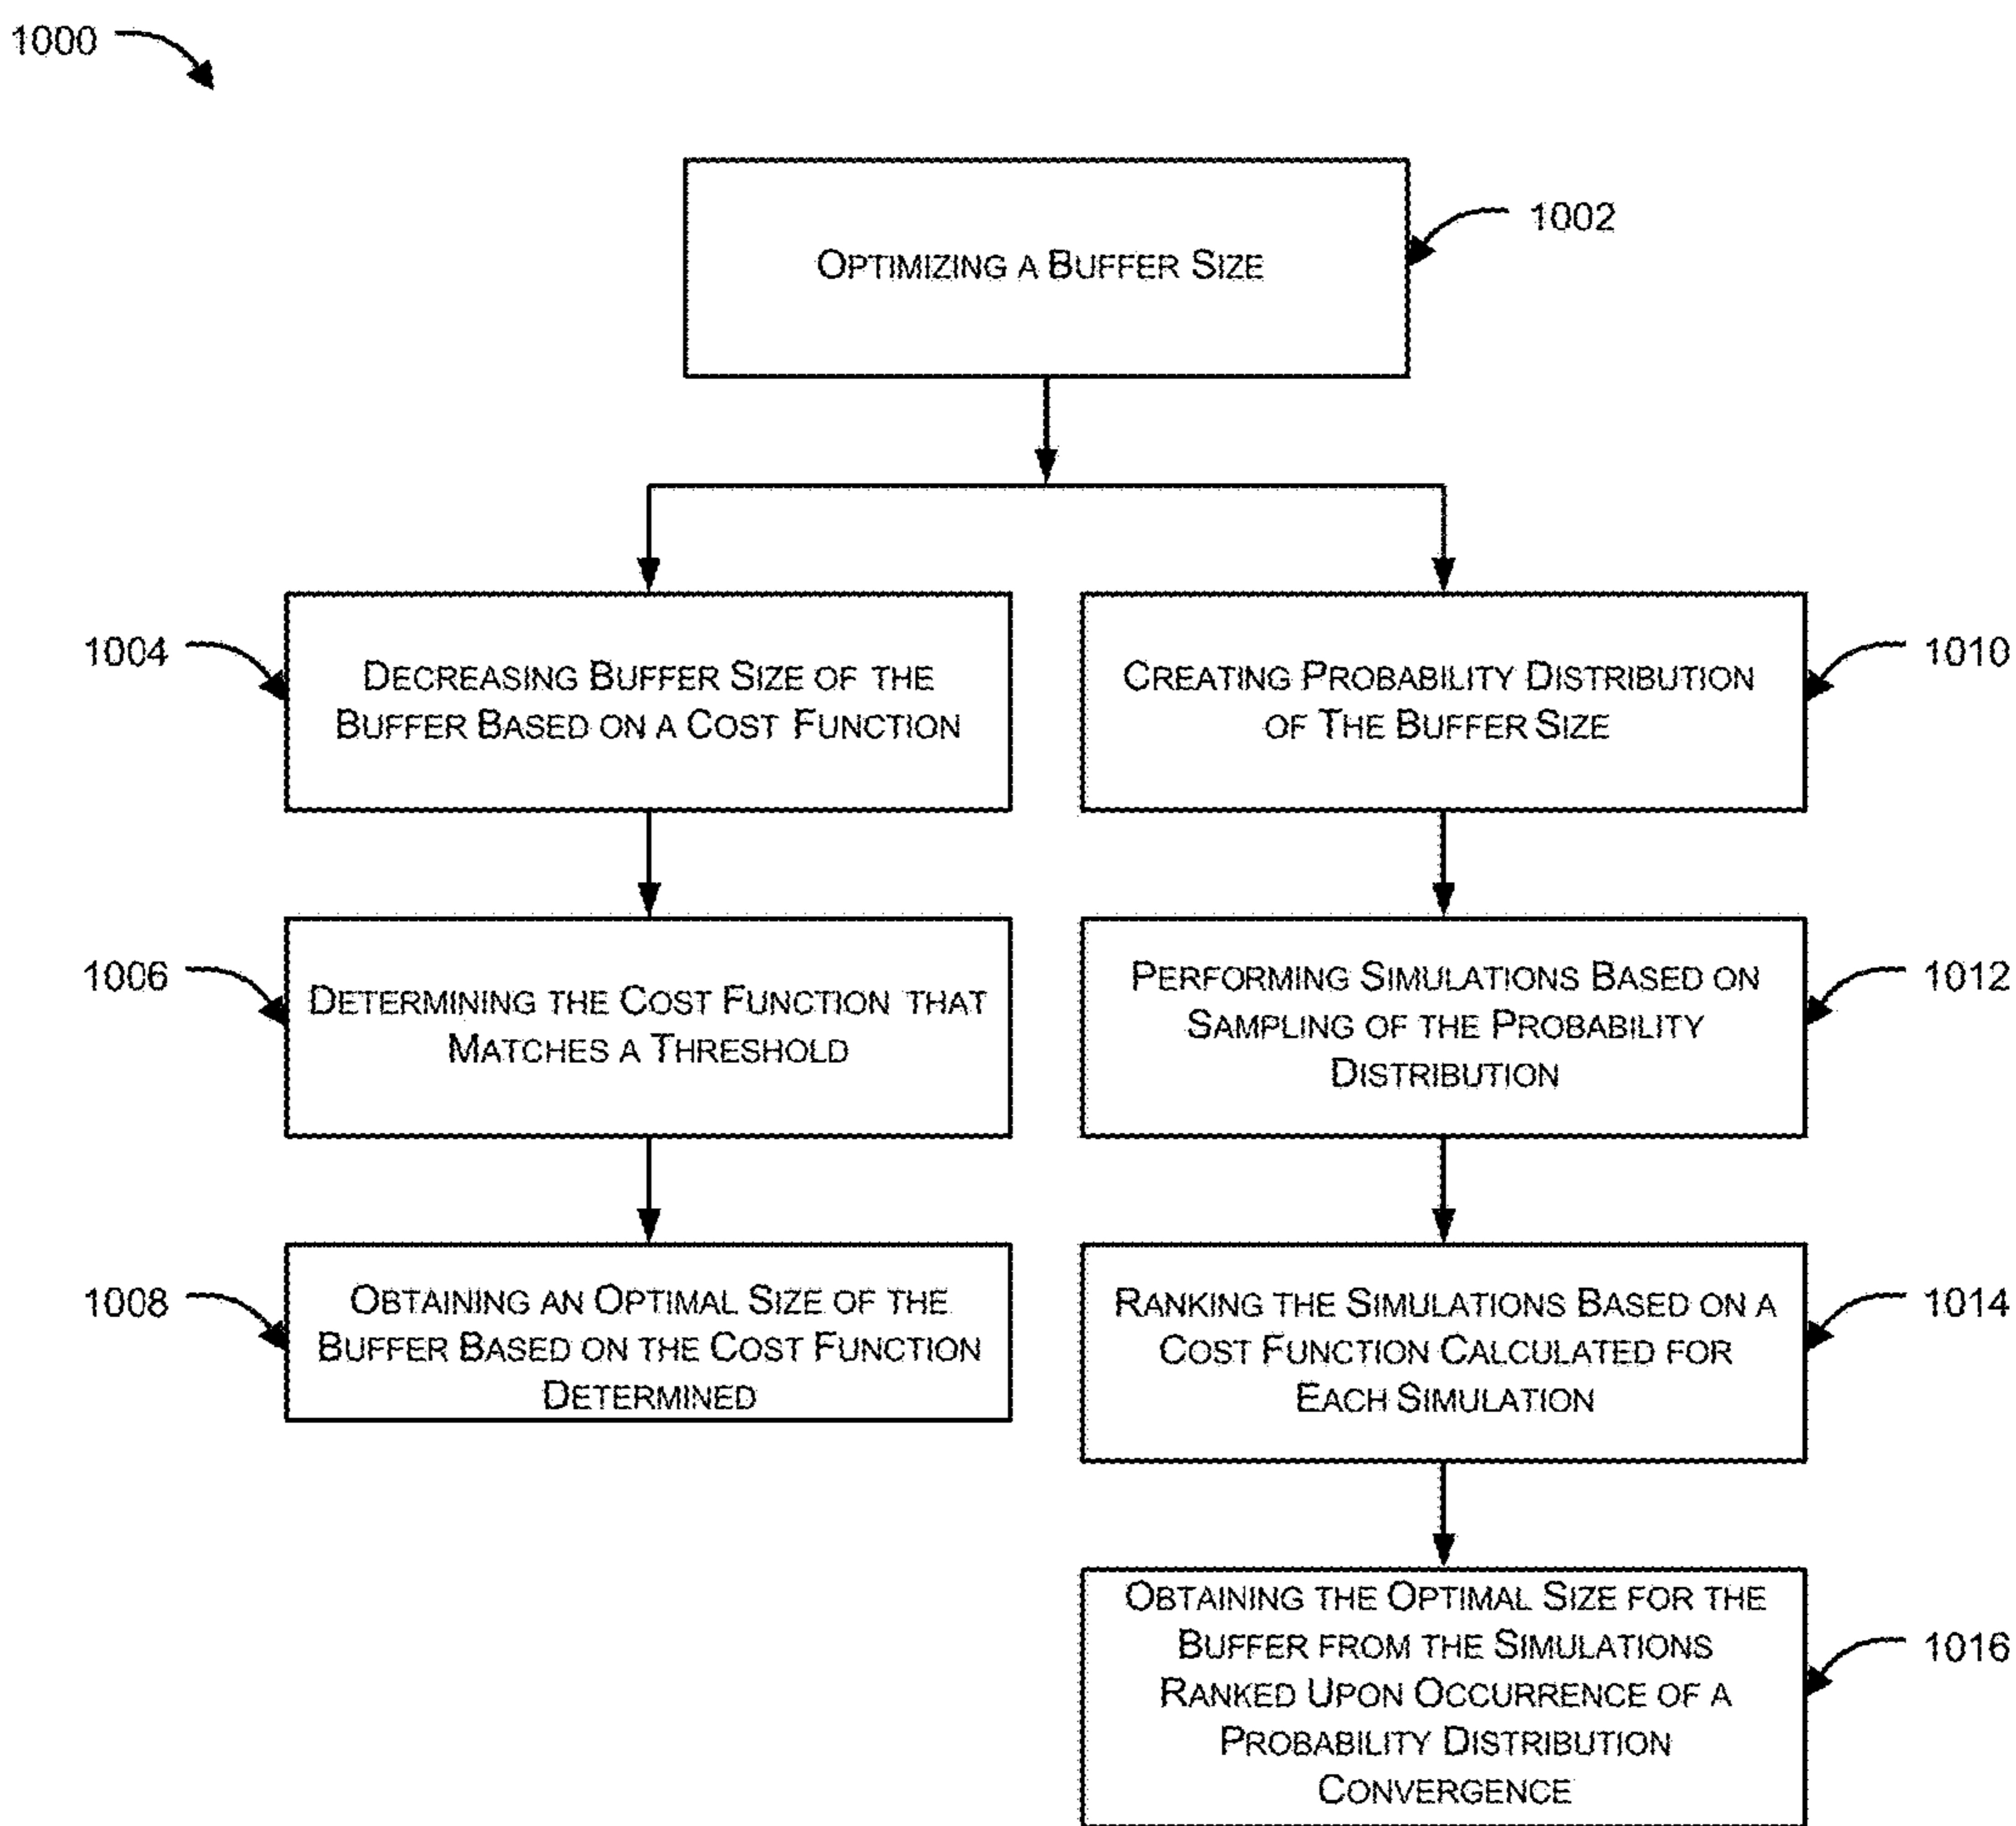 1000
OPTIMIZING A BUFFER SIZE
1002
1004
DECREASING BUFFER SIZE OF THE
BUFFER BASED ON A COST FUNCTION
CREATING PROBABILITY DISTRIBUTION
OF THE BUFFER SIZE
1010
1006
DETERMINING THE COST FUNCTION THAT
MATCHES A THRESHOLD
PERFORMING SIMULATIONS BASED ON
SAMPLING OF THE PROBABILITY
DISTRIBUTION
1012
1008
OBTAINING AN OPTIMAL SIZE OF THE
BUFFER BASED ON THE COST FUNCTION
DETERMINED
RANKING THE SIMULATIONS BASED ON A
COST FUNCTION CALCULATED FOR
EACH SIMULATION
1014
OBTAINING THE OPTIMAL SIZE FOR THE
BUFFER FROM THE SIMULATIONS
RANKED UPON OCCURRENCE OF A
PROBABILITY DISTRIBUTION
CONVERGENCE
1016